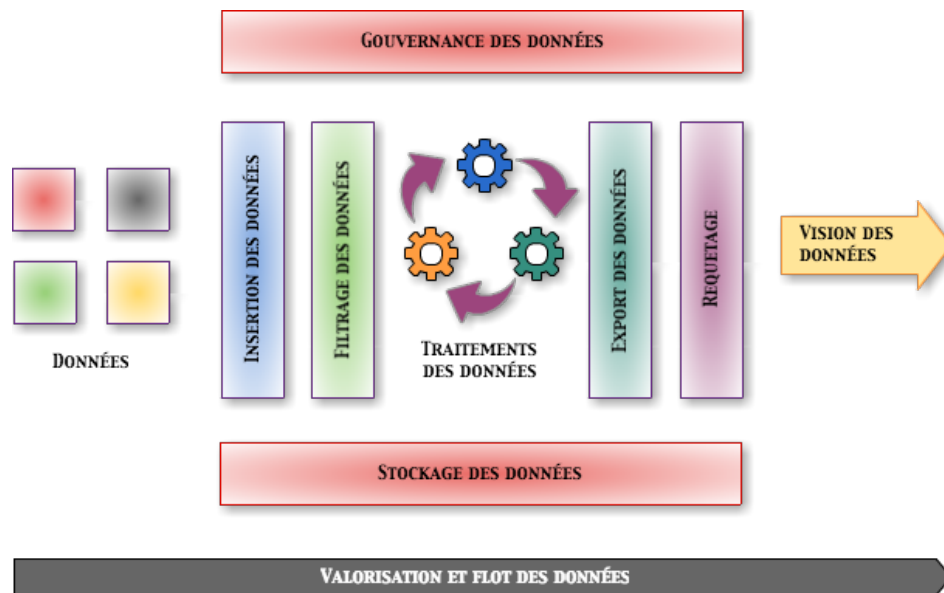 Gouvernance des données
Insertion des données
Filtrage des données
Traitements
des données
Export des données
Requetage
Vision des
données
Données
Stockage des données
Valorisation et flot des données